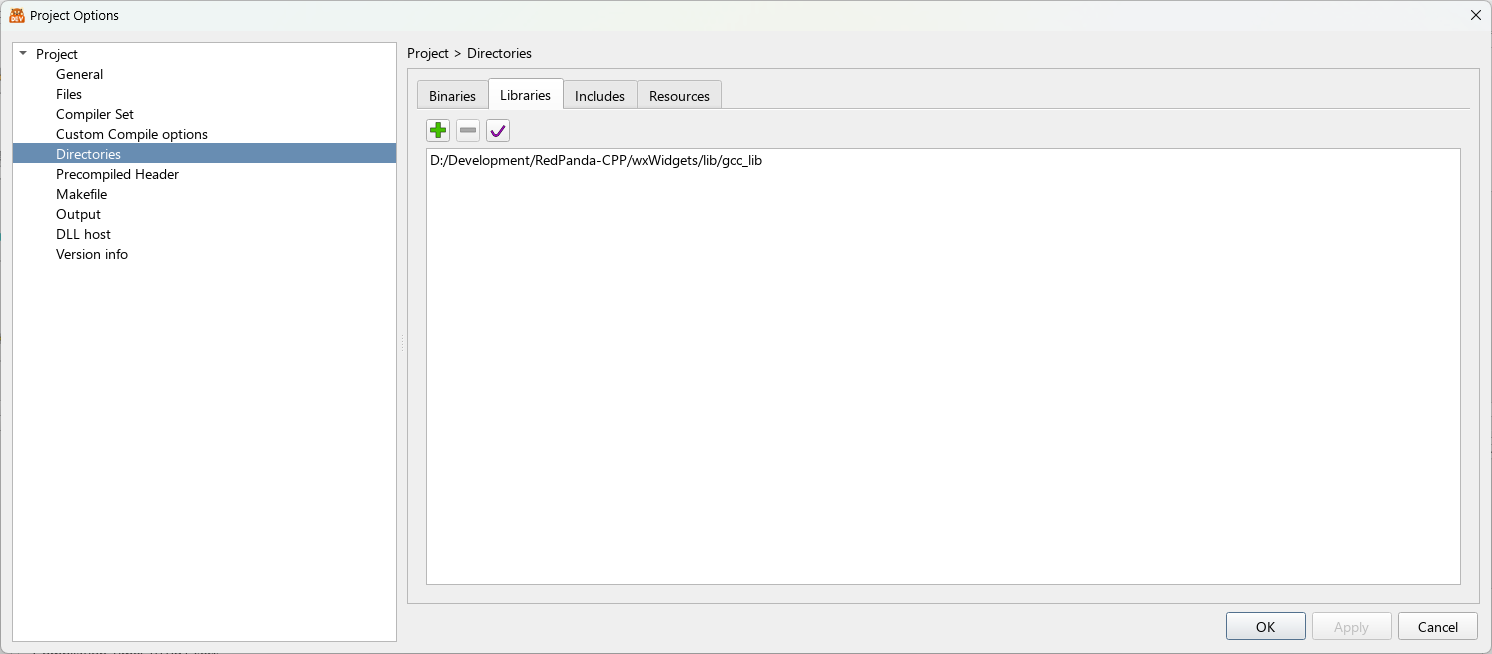 Project Options
Project
General
Files
Compiler Set
Custom Compile options
Directories
Precompiled Header
Makefile
Output
DLL host
Version info
Project > Directories
Binaries Libraries Includes Resources
D:/Development/RedPanda-CPP/wxWidgets/lib/gcc_lib
OK Apply Cancel